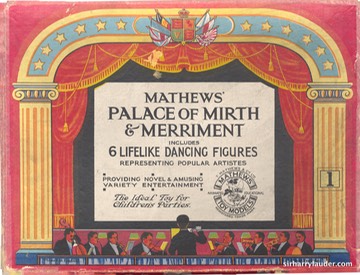 MATHEWS'
PALACE OF MIRTH
& MERRIMENT
INCLUDES
6 LIFELIKE DANCING FIGURES
REPRESENTING POPULAR ARTISTES
PROVIDING NOVEL & AMUSING
VARIETY ENTERTAINMENT
The Ideal Toy for
Childrens Parties.
MATHEWS
TOY MODELS
1
sirharrylauder.com